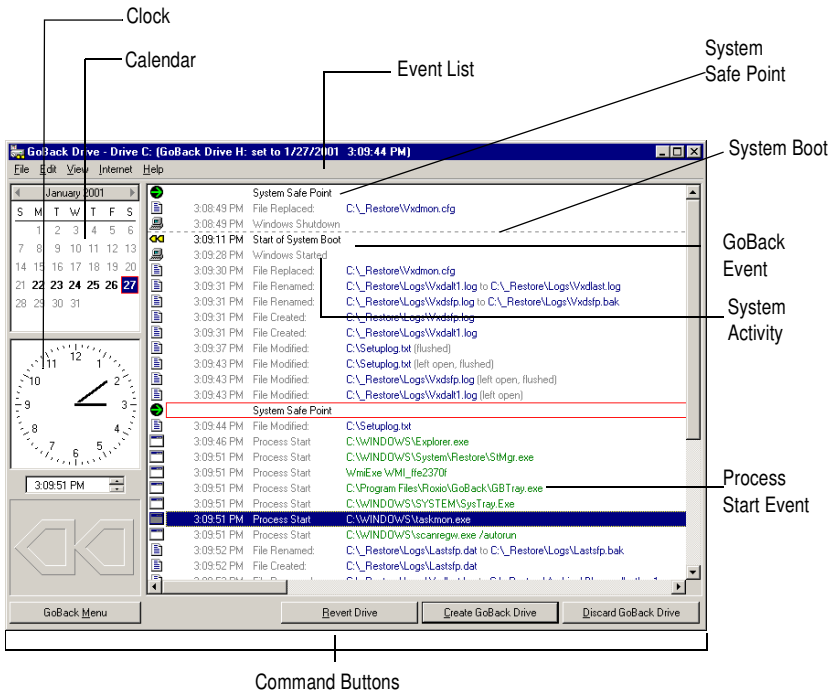 Clock
Calendar
Event List
System
Safe Point
System Boot
GoBack Drive - Drive C: (GoBack Drive H: set to 1/27/2001 3:09:44 PM)
File Edit View Internet Help
January 2001
S M T W T F S
1 2 3 4 5 6
7 8 9 10 11 12 13
14 15 16 17 18 19 20
21 22 23 24 25 26 27
28 29 30 31
System Safe Point
3:08:49 PM File Replaced: C:\_Restore\Vxdmon.cfg
3:08:49 PM Windows Shutdown
3:09:11 PM Start of System Boot
3:09:28 PM Windows Started
3:09:30 PM File Replaced: C:\_Restore\Vxdmon.cfg
3:09:31 PM File Renamed: C:\_Restore\Logs\Vxdalt1.log to C:\_Restore\Logs\Vxdlast.log
3:09:31 PM File Renamed: C:\_Restore\Logs\Vxdsfp.log to C:\_Restore\Logs\Vxdsfp.bak
3:09:31 PM File Created: C:\_Restore\Logs\Vxdsfp.log
3:09:31 PM File Created: C:\_Restore\Logs\Vxdalt1.log
3:09:37 PM File Modified: C:\Setuplog.txt (flushed)
3:09:43 PM File Modified: C:\Setuplog.txt (left open, flushed)
3:09:43 PM File Modified: C:\_Restore\Logs\Vxdsfp.log (left open, flushed)
3:09:43 PM File Modified: C:\_Restore\Logs\Vxdalt1.log (left open)
System Safe Point
3:09:44 PM File Modified: C:\Setuplog.txt
3:09:46 PM Process Start C:\WINDOWS\Explorer.exe
3:09:51 PM Process Start C:\WINDOWS\System\Restore\StMgr.exe
3:09:51 PM Process Start WmiExe WMI_ffe2370f
3:09:51 PM Process Start C:\Program Files\Roxio\GoBack\GBTray.exe
3:09:51 PM Process Start C:\WINDOWS\SYSTEM\SysTray.Exe
3:09:51 PM Process Start C:\WINDOWS\taskmon.exe
3:09:51 PM Process Start C:\WINDOWS\scanregw.exe /autorun
3:09:52 PM File Renamed: C:\_Restore\Logs\Lastsfp.dat to C:\_Restore\Logs\Lastsfp.bak
3:09:52 PM File Created: C:\_Restore\Logs\Lastsfp.dat
12 1 2 3 4 5 6 7 8 9 10 11
3:09:51 PM
GoBack
Event
System
Activity
Process
Start Event
GoBack Menu Revert Drive Create GoBack Drive Discard GoBack Drive
Command Buttons